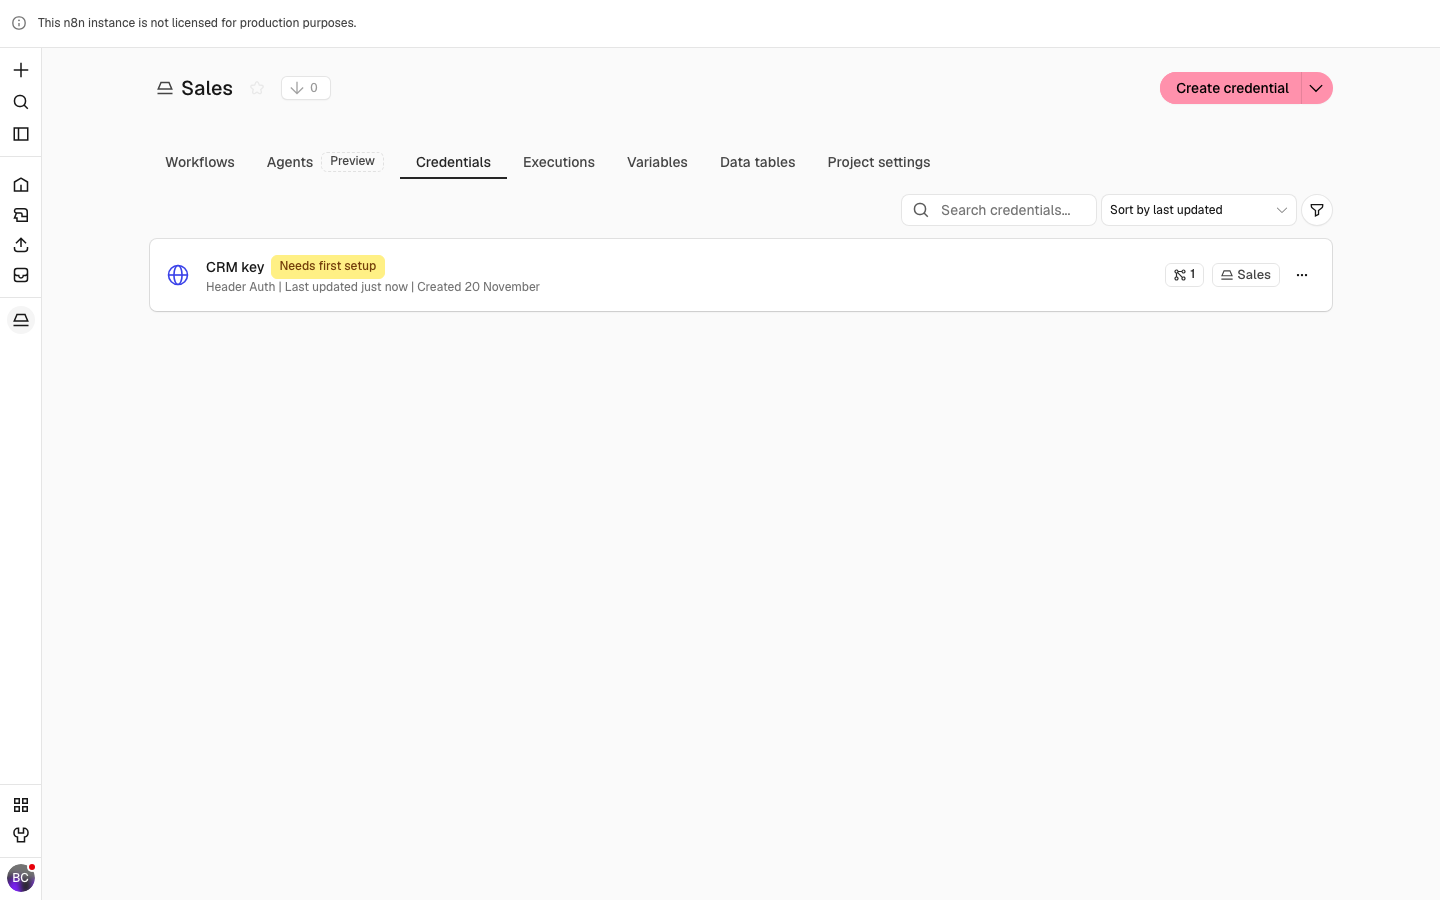 This n8n instance is not licensed for production purposes.
Sales
0
Create credential
Workflows Agents Preview Credentials Executions Variables Data tables Project settings
Search credentials...
Sort by last updated
CRM key Needs first setup
Header Auth | Last updated just now | Created 20 November
1
Sales
BC